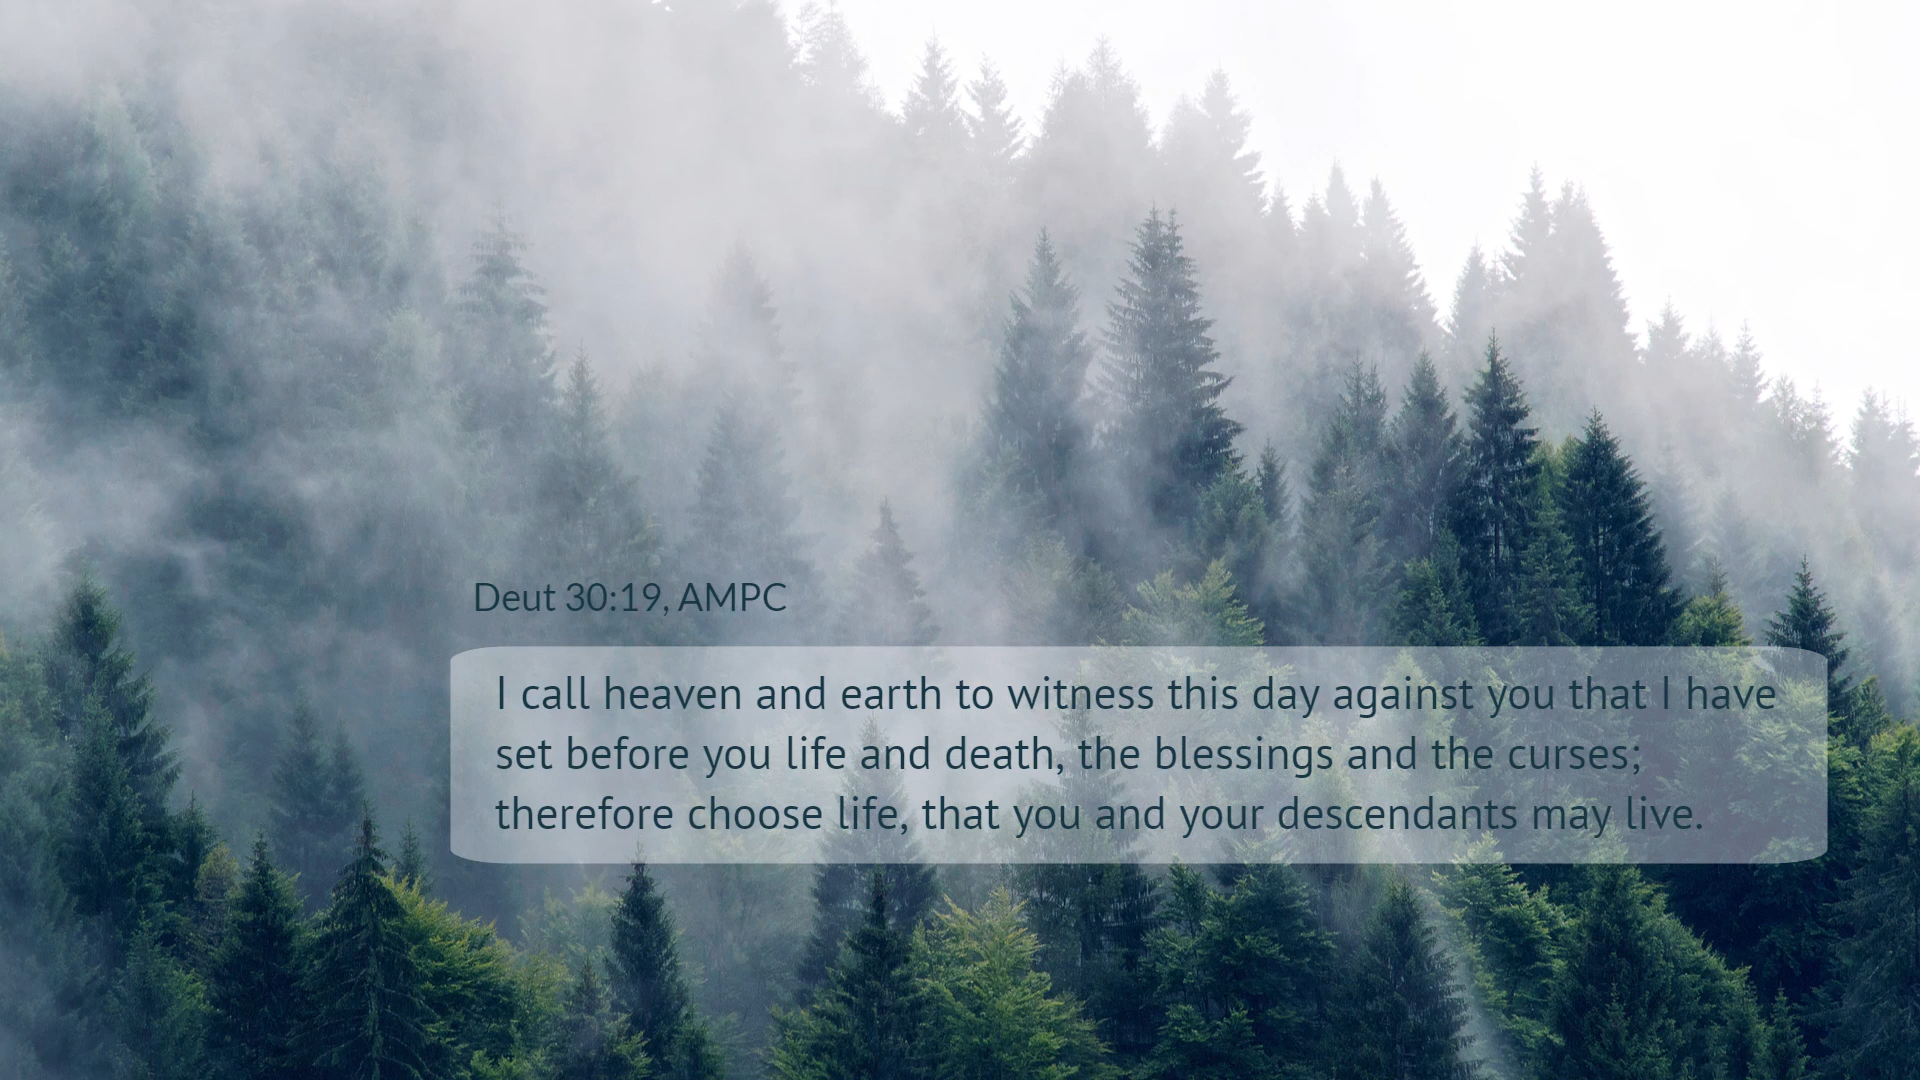 Deut 30:19, AMPC
I call heaven and earth to witness this day against you that I have
set before you life and death, the blessings and the curses;
therefore choose life, that you and your descendants may live.